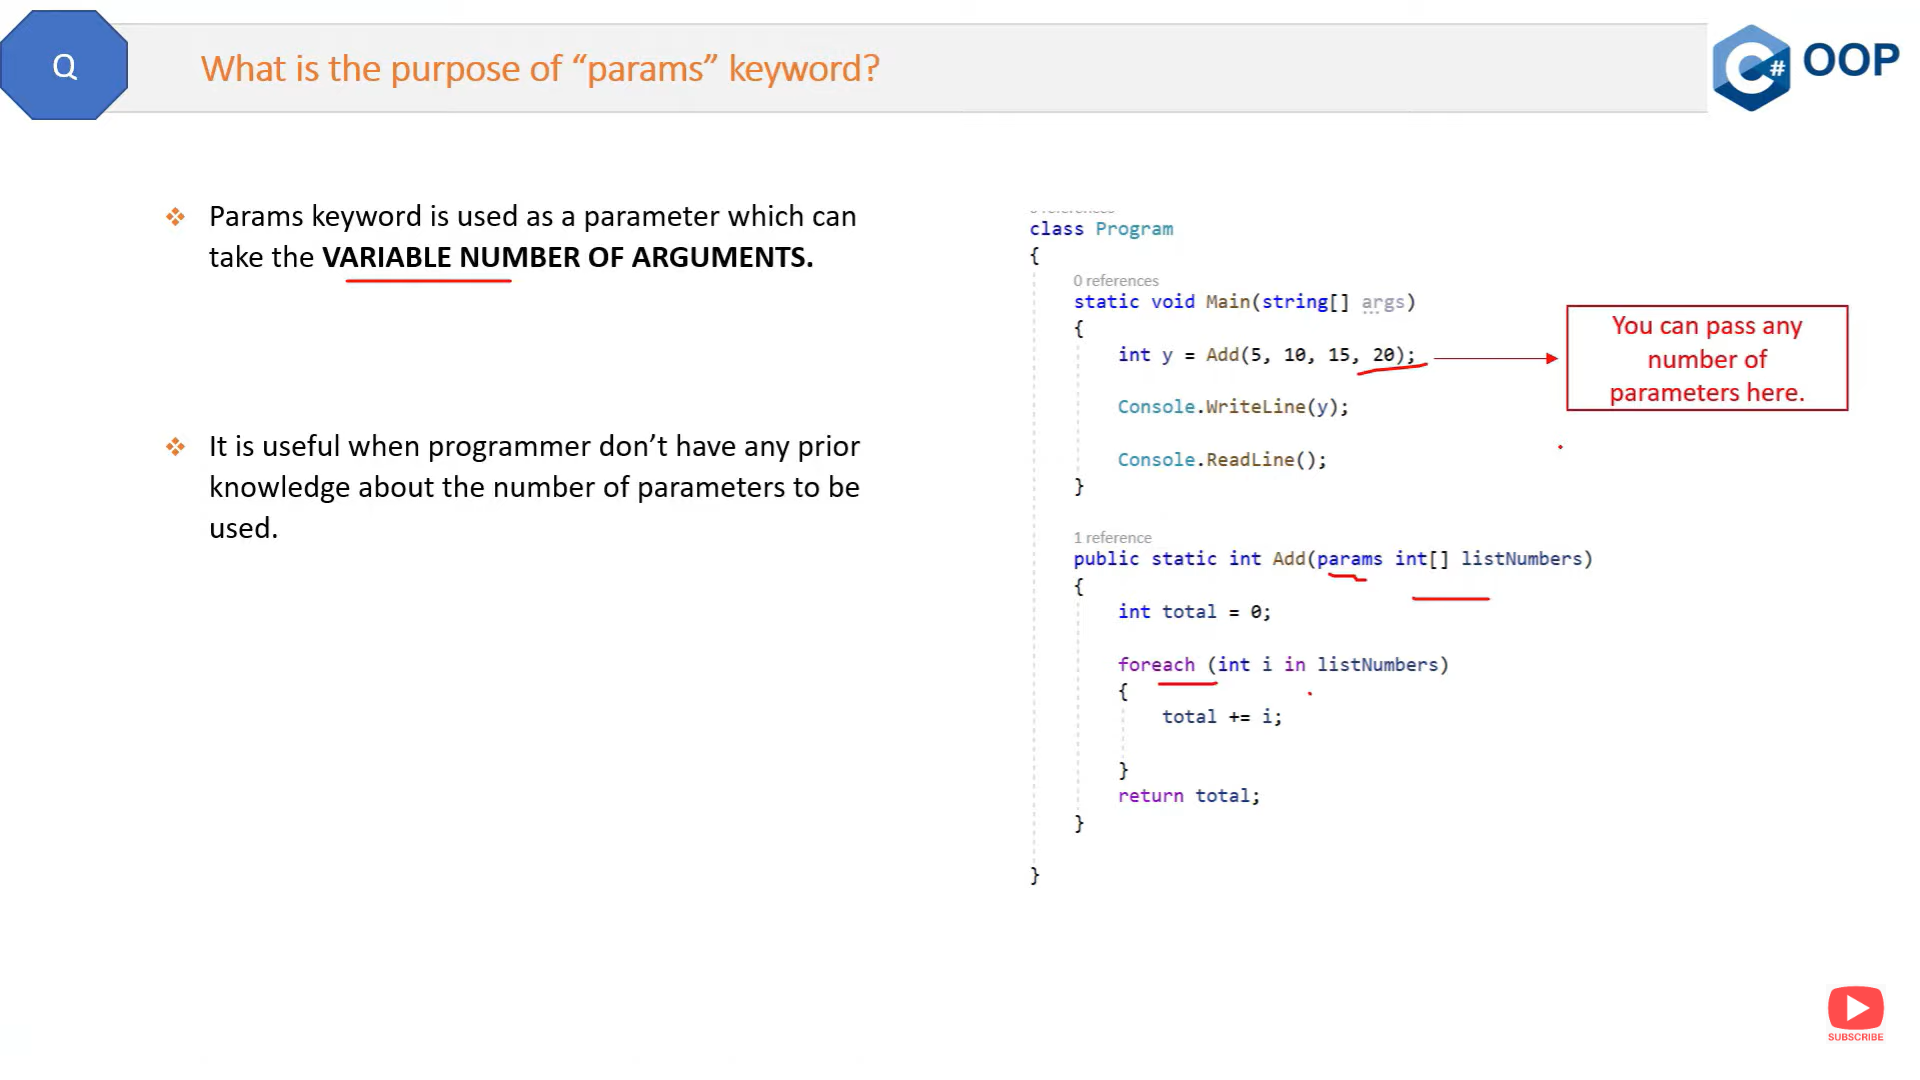 Q
What is the purpose of “params” keyword?
C# OOP
❖ Params keyword is used as a parameter which can
take the VARIABLE NUMBER OF ARGUMENTS.
❖ It is useful when programmer don’t have any prior
knowledge about the number of parameters to be
used.
class Program
{
0 references
static void Main(string[] args)
{
int y = Add(5, 10, 15, 20);
Console.WriteLine(y);
Console.ReadLine();
}
1 reference
public static int Add(params int[] listNumbers)
{
int total = 0;
foreach (int i in listNumbers)
{
total += i;
}
return total;
}
}
You can pass any
number of
parameters here.
SUBSCRIBE